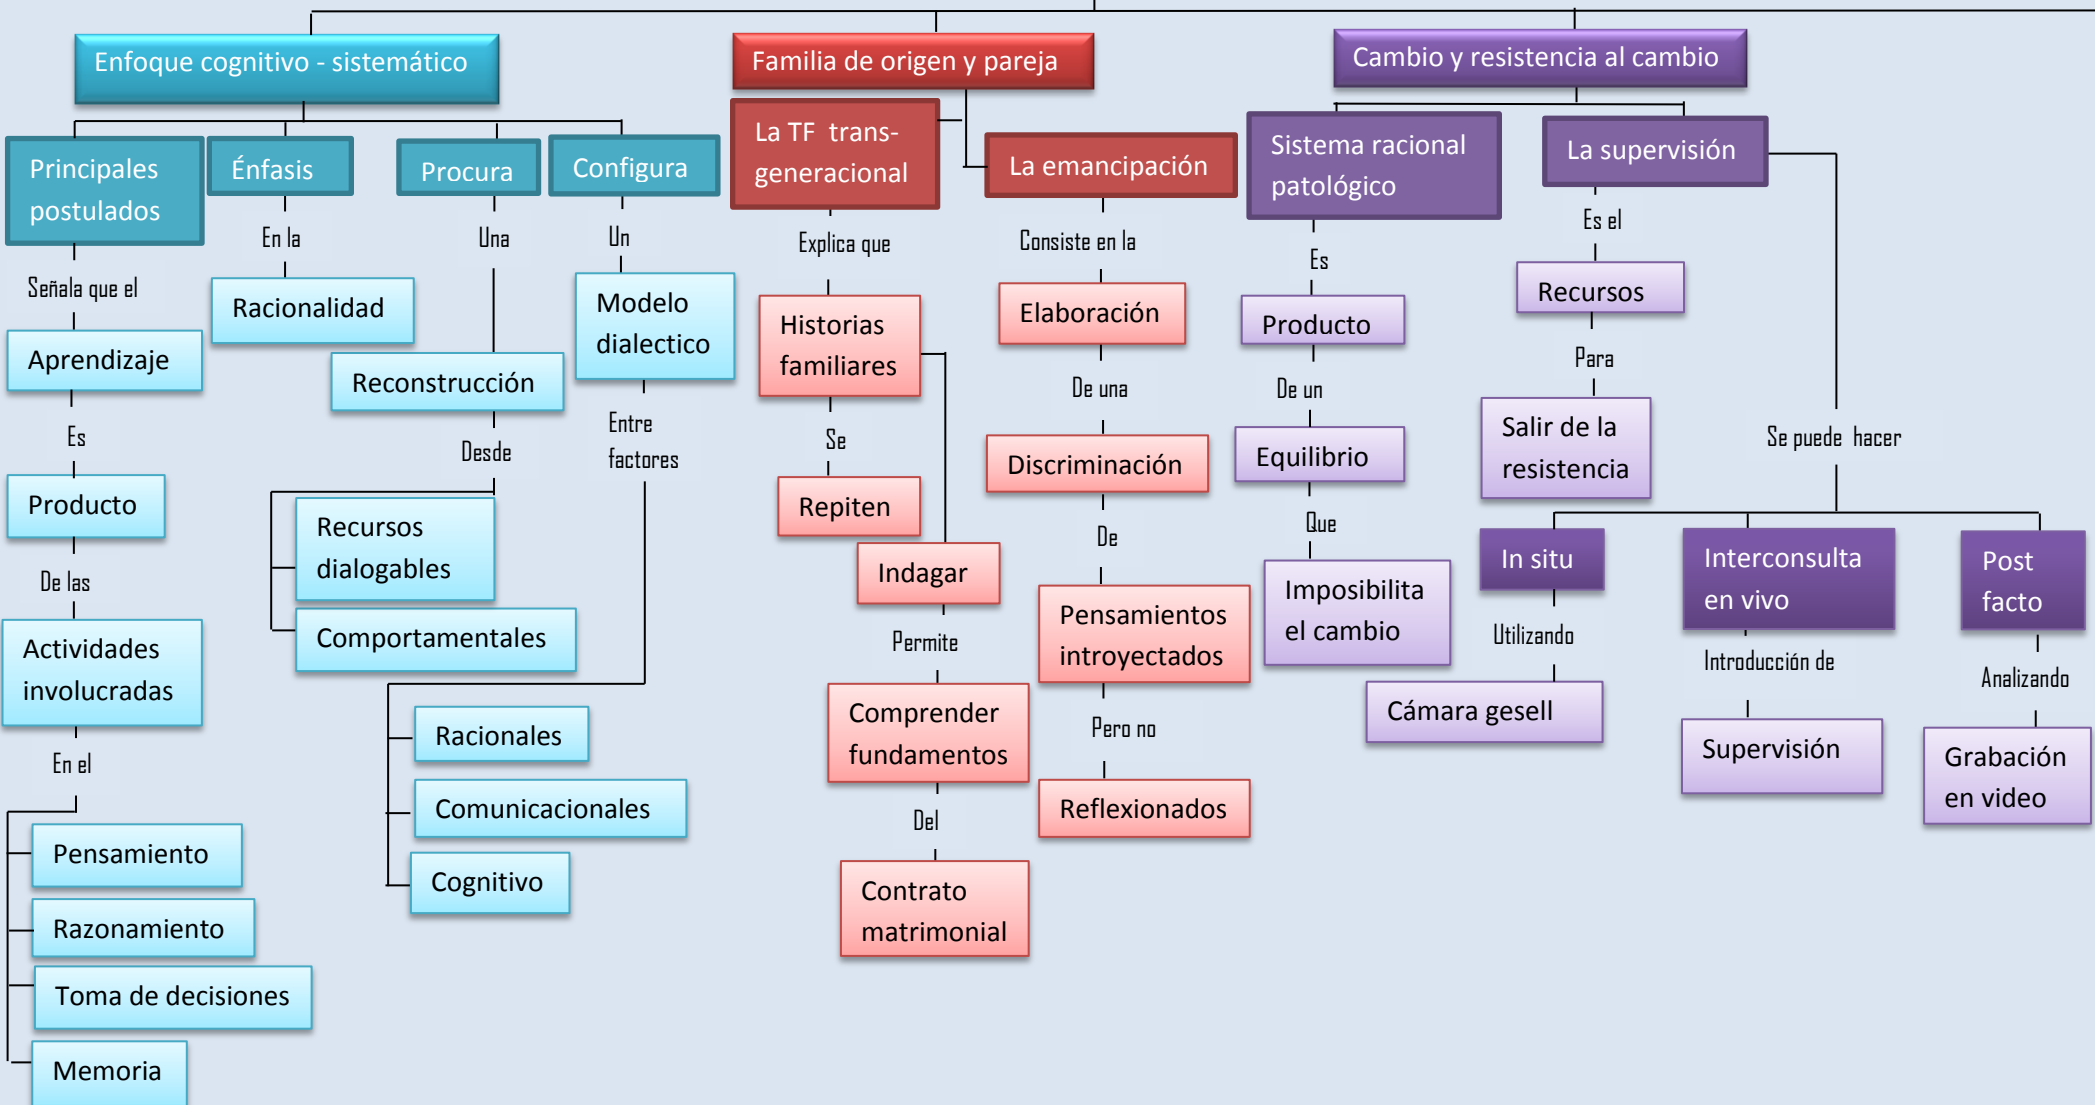 Enfoque cognitivo - sistemático
Principales
postulados
Señala que el
Aprendizaje
Es
Producto
De las
Actividades
involucradas
En el
Pensamiento
Razonamiento
Toma de decisiones
Memoria
Énfasis
En la
Racionalidad
Procura
Una
Reconstrucción
Desde
Recursos
dialogables
Comportamentales
Configura
Un
Modelo
dialectico
Entre
factores
Racionales
Comunicacionales
Cognitivo
Familia de origen y pareja
La TF trans-
generacional
Explica que
Historias
familiares
Se
Repiten
Indagar
Permite
Comprender
fundamentos
Del
Contrato
matrimonial
La emancipación
Consiste en la
Elaboración
De una
Discriminación
De
Pensamientos
introyectados
Pero no
Reflexionados
Cambio y resistencia al cambio
Sistema racional
patológico
Es
Producto
De un
Equilibrio
Que
Imposibilita
el cambio
La supervisión
Es el
Recursos
Para
Salir de la
resistencia
Se puede hacer
In situ
Utilizando
Cámara gesell
Interconsulta
en vivo
Introducción de
Supervisión
Post
facto
Analizando
Grabación
en video